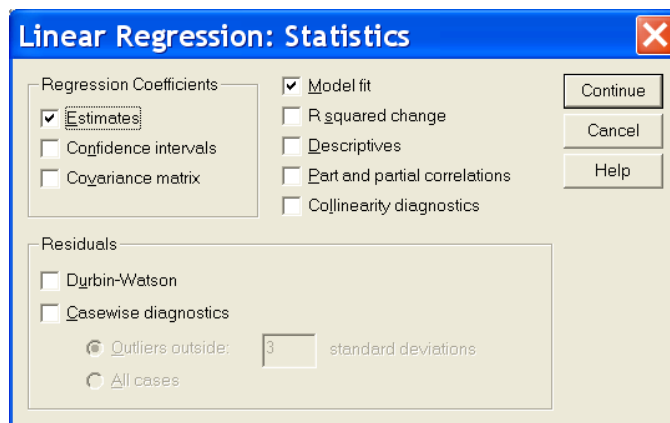 Linear Regression: Statistics
Regression Coefficients
Estimates
Confidence intervals
Covariance matrix
Model fit
R squared change
Descriptives
Part and partial correlations
Collinearity diagnostics
Continue
Cancel
Help
Residuals
Durbin-Watson
Casewise diagnostics
Outliers outside: 3 standard deviations
All cases